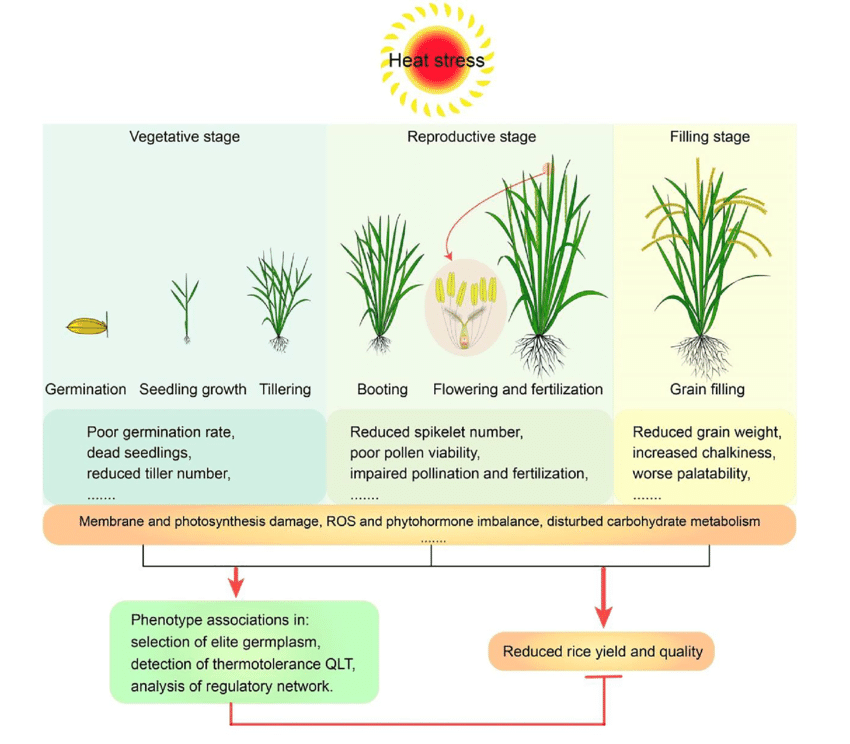 Heat stress
Vegetative stage
Reproductive stage
Filling stage
Germination
Seedling growth
Tillering
Booting
Flowering and fertilization
Grain filling
Poor germination rate,
dead seedlings,
reduced tiller number,
.......
Reduced spikelet number,
poor pollen viability,
impaired pollination and fertilization,
.......
Reduced grain weight,
increased chalkiness,
worse palatability,
.......
Membrane and photosynthesis damage, ROS and phytohormone imbalance, disturbed carbohydrate metabolism
.......
Phenotype associations in:
selection of elite germplasm,
detection of thermotolerance QLT,
analysis of regulatory network.
Reduced rice yield and quality